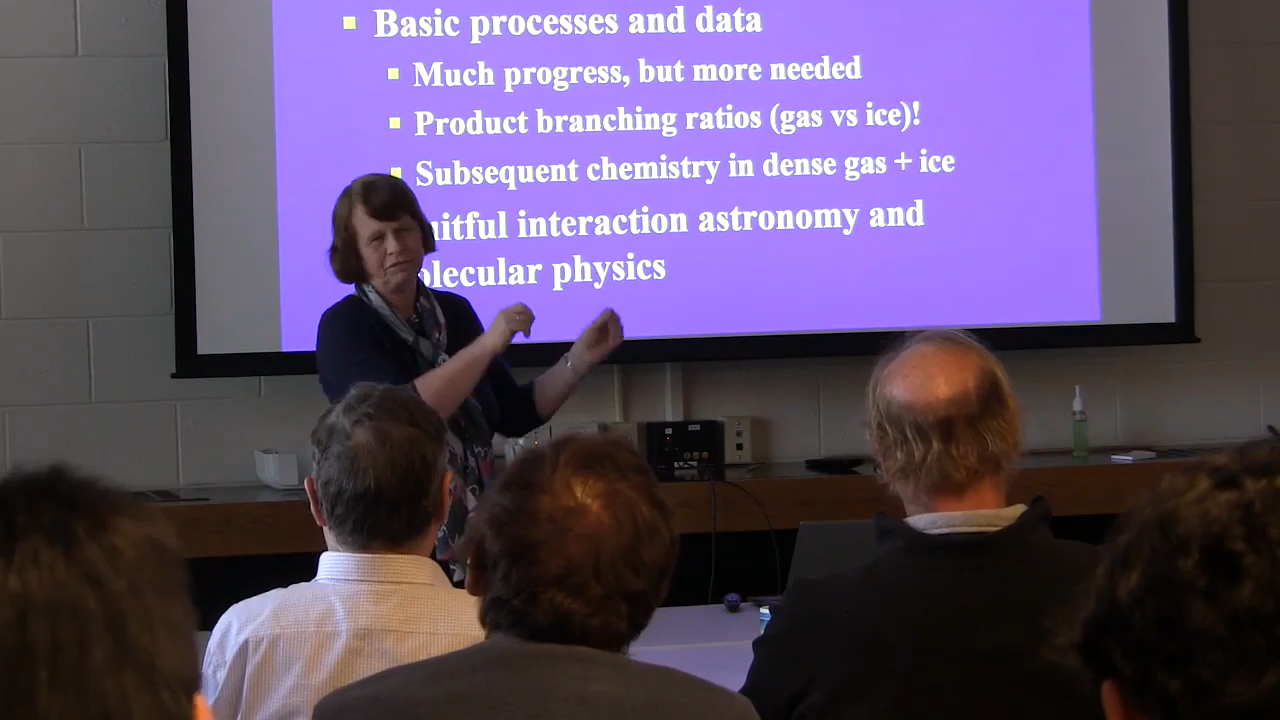 Basic processes and data
Much progress, but more needed
Product branching ratios (gas vs ice)!
Subsequent chemistry in dense gas + ice
uitful interaction astronomy and
olecular physics